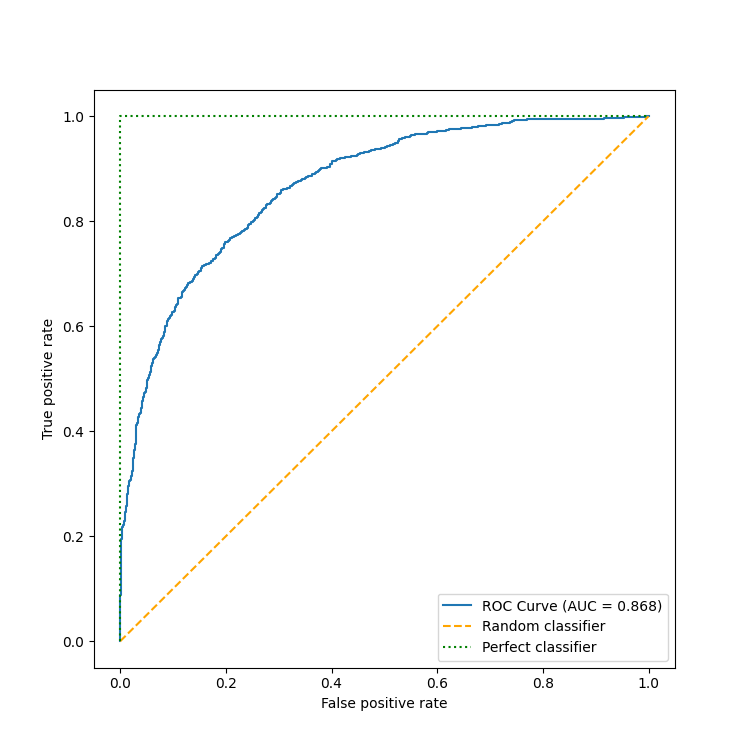 1.0
0.8
0.6
0.4
0.2
0.0
True positive rate
0.0 0.2 0.4 0.6 0.8 1.0
False positive rate
ROC Curve (AUC = 0.868)
Random classifier
Perfect classifier